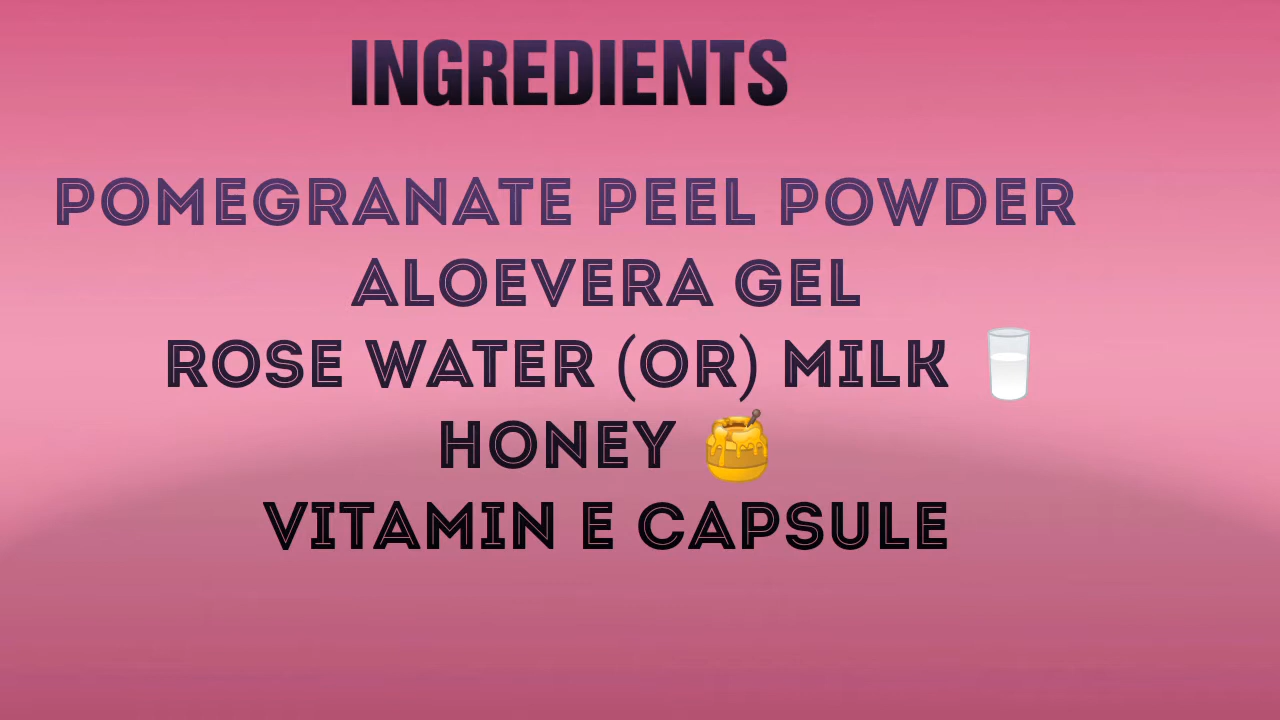 INGREDIENTS
POMEGRANATE PEEL POWDER
ALOEVERA GEL
ROSE WATER (OR) MILK 🥛
HONEY 🍯
VITAMIN E CAPSULE